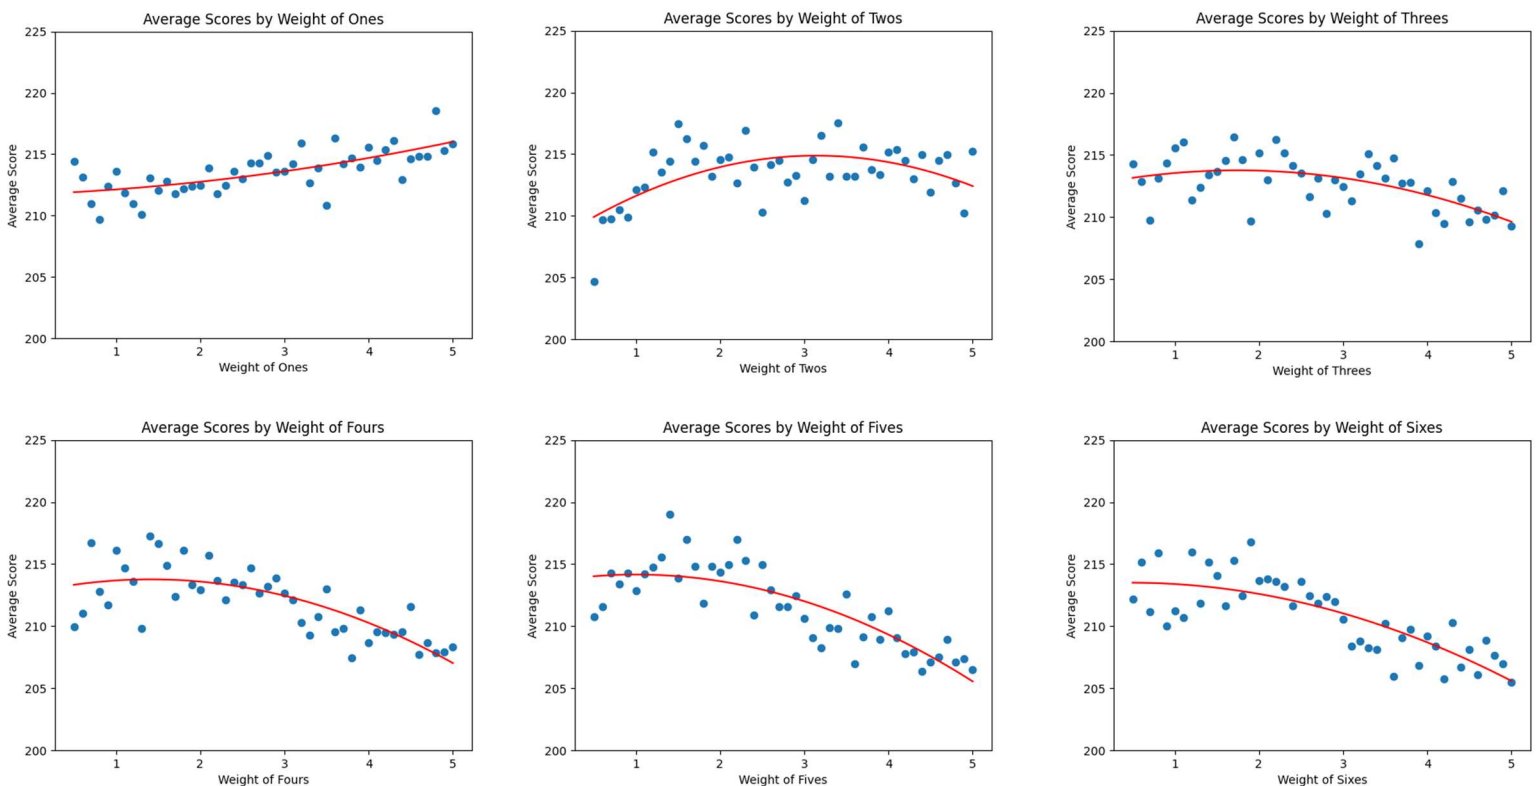 Average Scores by Weight of Ones
225
220
215
210
205
200
Average Score
1 2 3 4 5
Weight of Ones
Average Scores by Weight of Twos
225
220
215
210
205
200
Average Score
1 2 3 4 5
Weight of Twos
Average Scores by Weight of Threes
225
220
215
210
205
200
Average Score
1 2 3 4 5
Weight of Threes
Average Scores by Weight of Fours
225
220
215
210
205
200
Average Score
1 2 3 4 5
Weight of Fours
Average Scores by Weight of Fives
225
220
215
210
205
200
Average Score
1 2 3 4 5
Weight of Fives
Average Scores by Weight of Sixes
225
220
215
210
205
200
Average Score
1 2 3 4 5
Weight of Sixes